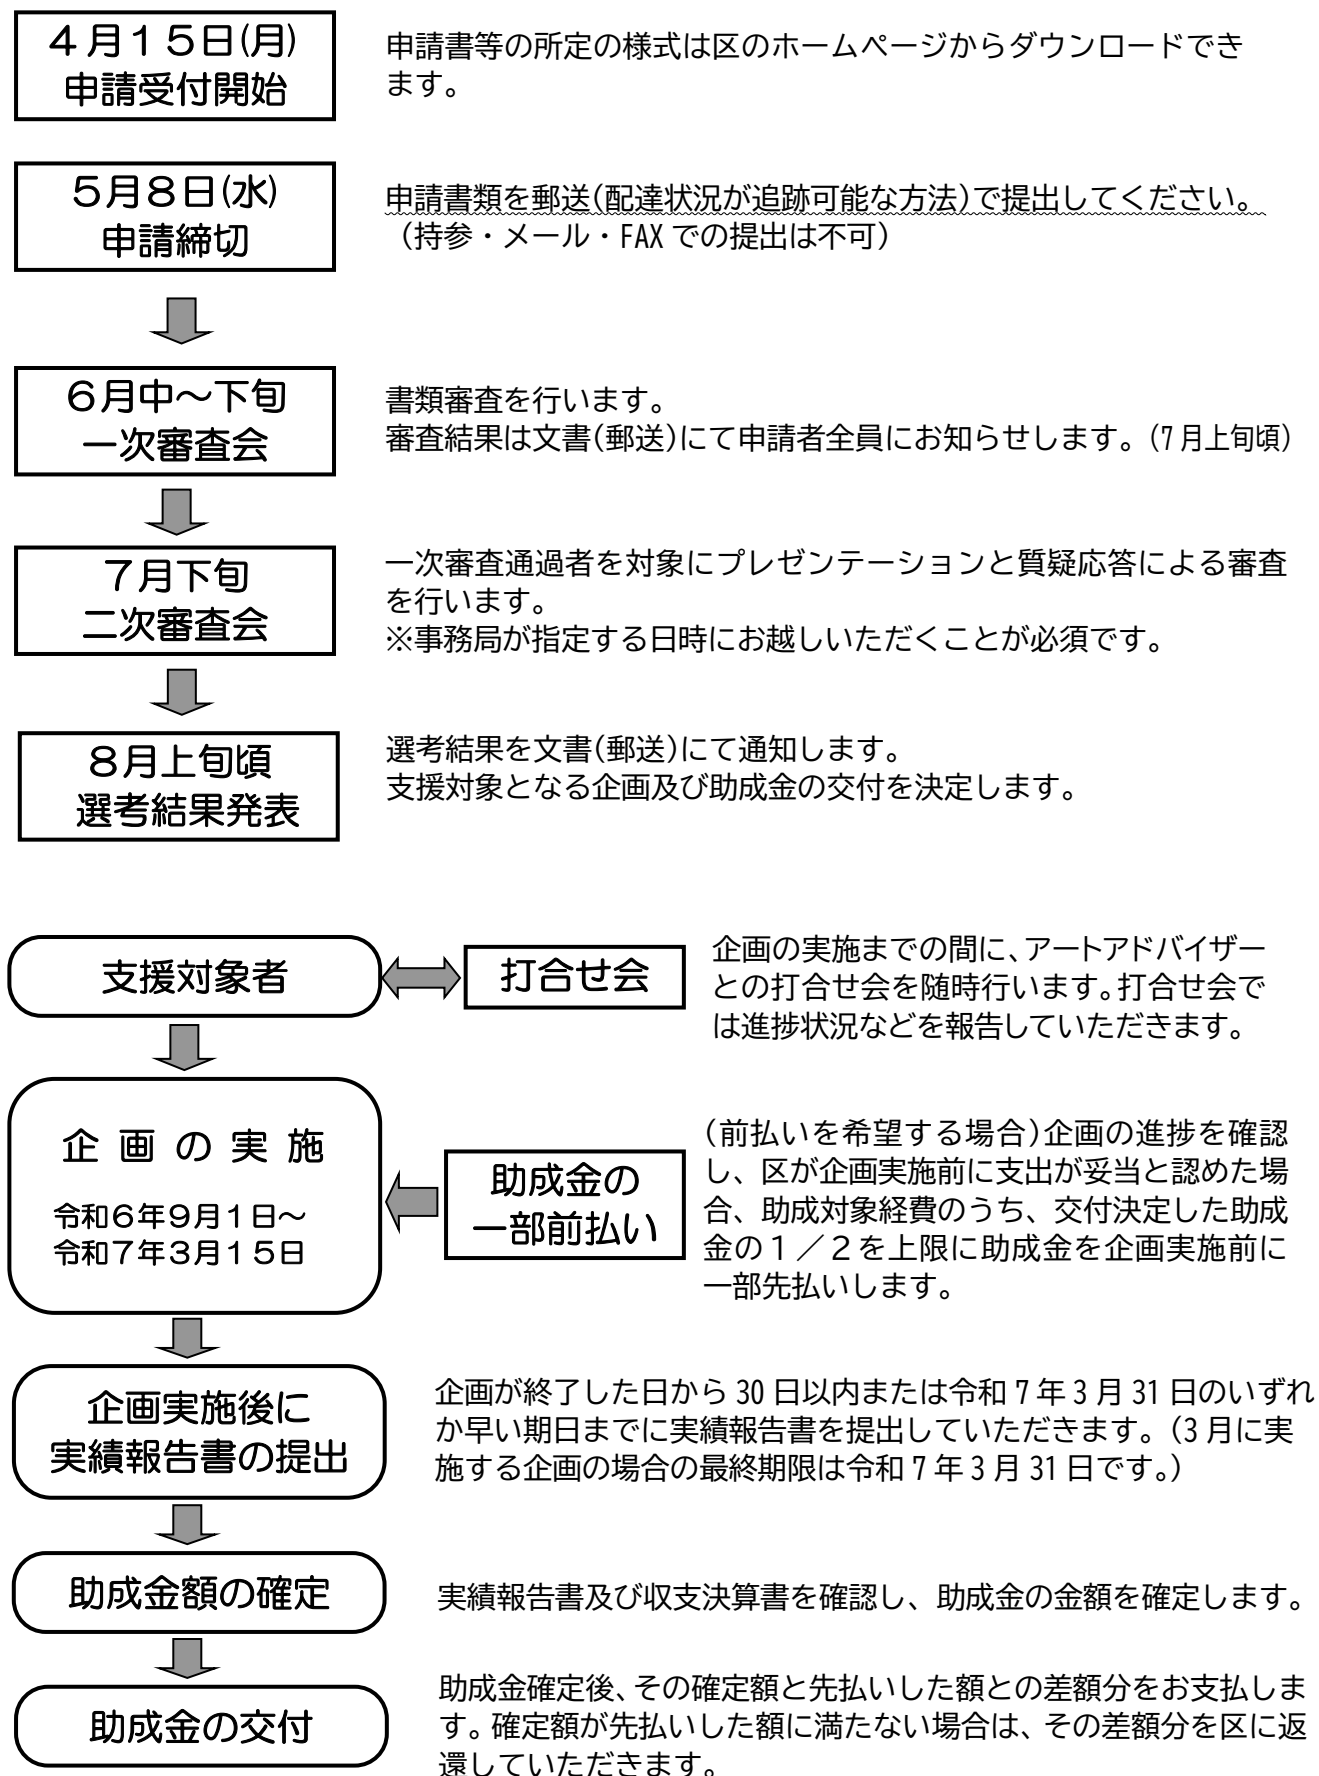 ４月１５日(月)
申請受付開始
申請書等の所定の様式は区のホームページからダウンロードでき
ます。
５月８日(水)
申請締切
申請書類を郵送(配達状況が追跡可能な方法)で提出してください。
（持参・メール・FAXでの提出は不可）
６月中～下旬
一次審査会
書類審査を行います。
審査結果は文書(郵送)にて申請者全員にお知らせします。(7月上旬頃)
７月下旬
二次審査会
一次審査通過者を対象にプレゼンテーションと質疑応答による審査
を行います。
※事務局が指定する日時にお越しいただくことが必須です。
８月上旬頃
選考結果発表
選考結果を文書(郵送)にて通知します。
支援対象となる企画及び助成金の交付を決定します。
支援対象者
打合せ会
企画の実施までの間に、アートアドバイザー
との打合せ会を随時行います。打合せ会で
は進捗状況などを報告していただきます。
企画の実施
令和６年９月１日～
令和７年３月１５日
助成金の
一部前払い
(前払いを希望する場合)企画の進捗を確認
し、区が企画実施前に支出が妥当と認めた場
合、助成対象経費のうち、交付決定した助成
金の１／２を上限に助成金を企画実施前に
一部先払いします。
企画実施後に
実績報告書の提出
企画が終了した日から30日以内または令和7年3月31日のいずれ
か早い期日までに実績報告書を提出していただきます。(3月に実
施する企画の場合の最終期限は令和7年3月31日です。)
助成金額の確定
実績報告書及び収支決算書を確認し、助成金の金額を確定します。
助成金の交付
助成金確定後、その確定額と先払いした額との差額分をお支払しま
す。確定額が先払いした額に満たない場合は、その差額分を区に返
還していただきます。